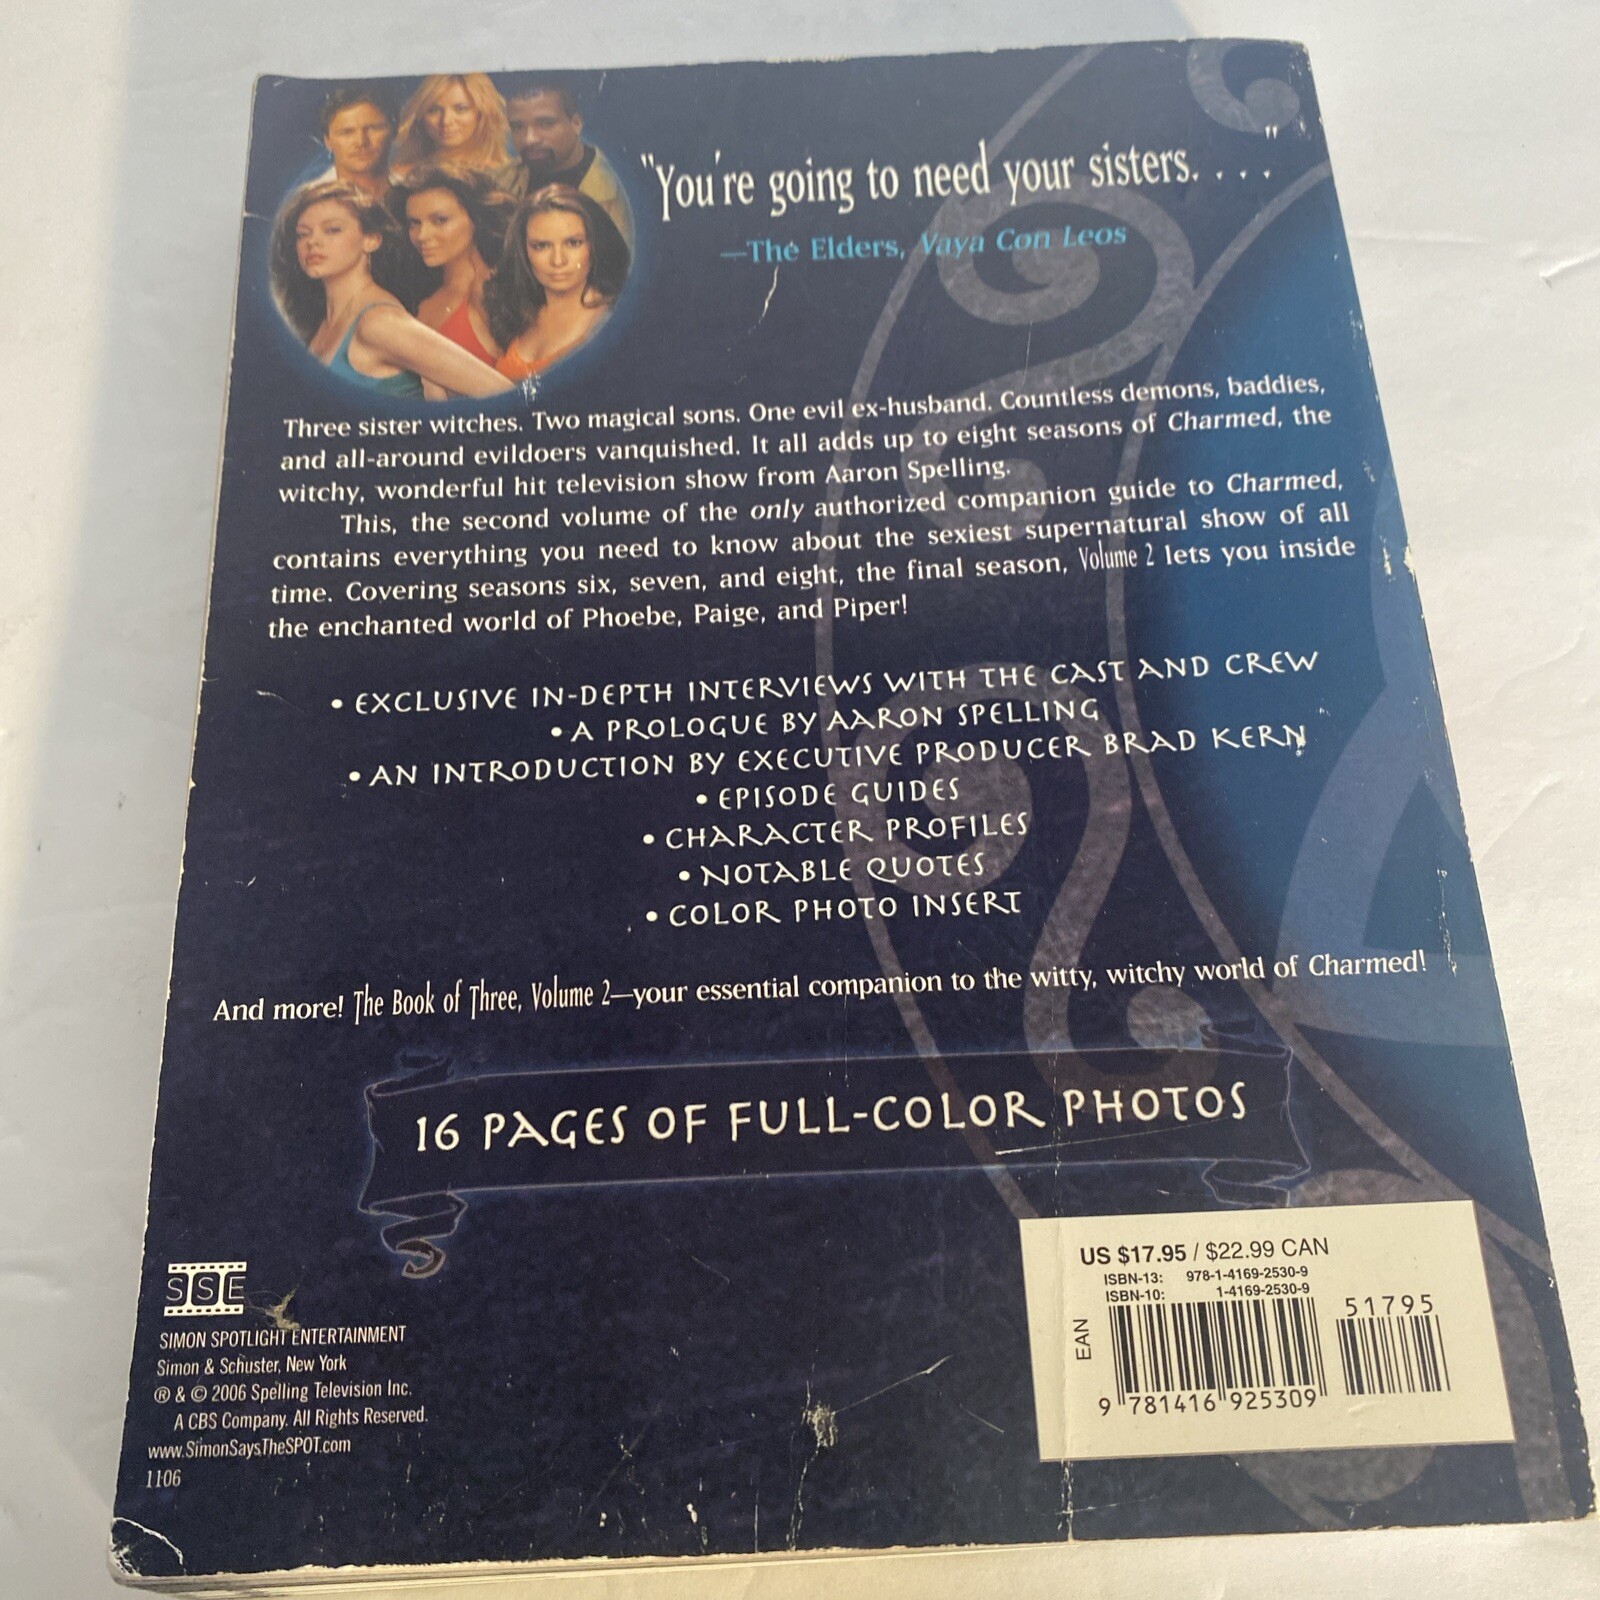 "You're going to need your sisters. . . ."
—The Elders, Vaya Con Leos
Three sister witches. Two magical sons. One evil ex-husband. Countless demons, baddies,
and all-around evildoers vanquished. It all adds up to eight seasons of Charmed, the
witchy, wonderful hit television show from Aaron Spelling.
This, the second volume of the only authorized companion guide to Charmed,
contains everything you need to know about the sexiest supernatural show of all
time. Covering seasons six, seven, and eight, the final season, Volume 2 lets you inside
the enchanted world of Phoebe, Paige, and Piper!
• EXCLUSIVE IN-DEPTH INTERVIEWS WITH THE CAST AND CREW
• A PROLOGUE BY AARON SPELLING
• AN INTRODUCTION BY EXECUTIVE PRODUCER BRAD KERN
• EPISODE GUIDES
• CHARACTER PROFILES
• NOTABLE QUOTES
• COLOR PHOTO INSERT
And more! The Book of Three, Volume 2—your essential companion to the witty, witchy world of Charmed!
16 PAGES OF FULL-COLOR PHOTOS
SSE
SIMON SPOTLIGHT ENTERTAINMENT
Simon & Schuster, New York
® & © 2006 Spelling Television Inc.
A CBS Company. All Rights Reserved.
www.SimonSaysTheSPOT.com
1106
US $17.95 / $22.99 CAN
ISBN-13: 978-1-4169-2530-9
ISBN-10: 1-4169-2530-9
51795
EAN
9 781416 925309